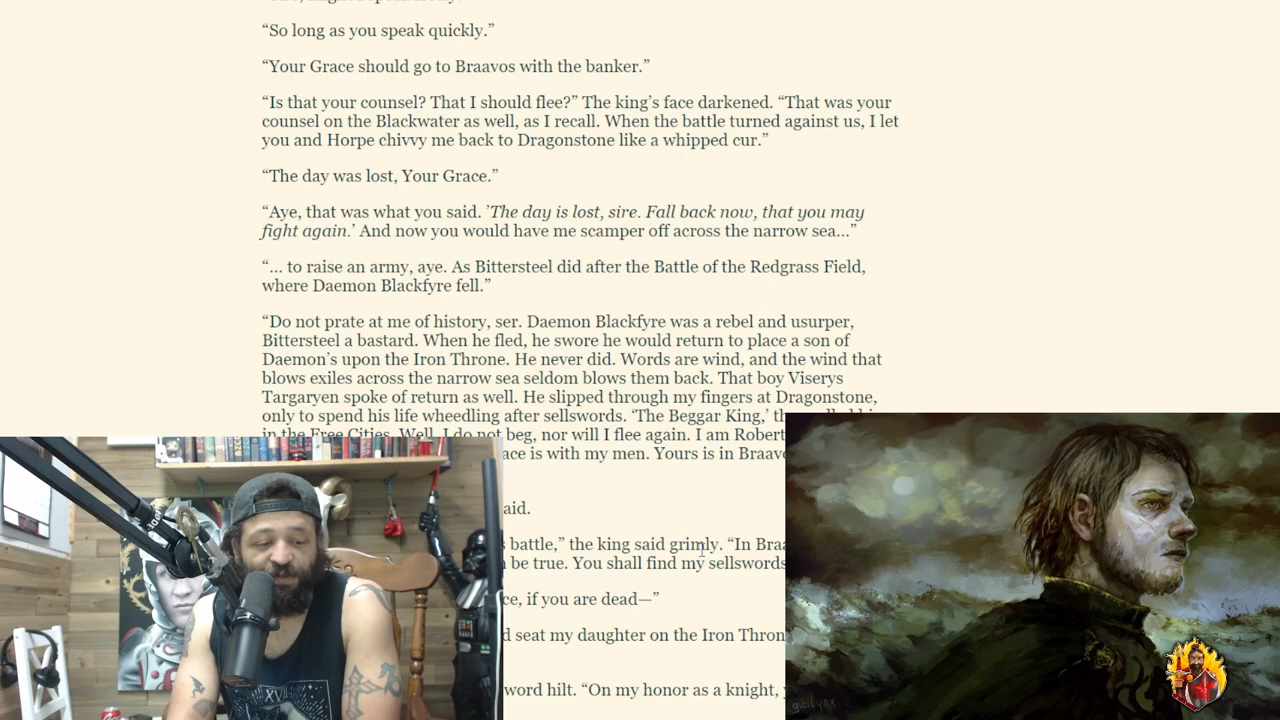 “So long as you speak quickly.”
“Your Grace should go to Braavos with the banker.”
“Is that your counsel? That I should flee?” The king’s face darkened. “That was your
counsel on the Blackwater as well, as I recall. When the battle turned against us, I let
you and Horpe chivvy me back to Dragonstone like a whipped cur.”
“The day was lost, Your Grace.”
“Aye, that was what you said. ’The day is lost, sire. Fall back now, that you may
fight again.’ And now you would have me scamper off across the narrow sea...”
“... to raise an army, aye. As Bittersteel did after the Battle of the Redgrass Field,
where Daemon Blackfyre fell.”
“Do not prate at me of history, ser. Daemon Blackfyre was a rebel and usurper,
Bittersteel a bastard. When he fled, he swore he would return to place a son of
Daemon’s upon the Iron Throne. He never did. Words are wind, and the wind that
blows exiles across the narrow sea seldom blows them back. That boy Viserys
Targaryen spoke of return as well. He slipped through my fingers at Dragonstone,
only to spend his life wheedling after sellswords. ‘The Beggar King,’
in the Free Cities. Well, I do not beg, nor will I flee again. I am Robert
ace is with my men. Yours is in Braavo
aid.
s battle,” the king said grimly. “In Braa
be true. You shall find my sellswords
ce, if you are dead—”
d seat my daughter on the Iron Thron
word hilt. “On my honor as a knight,
XVII